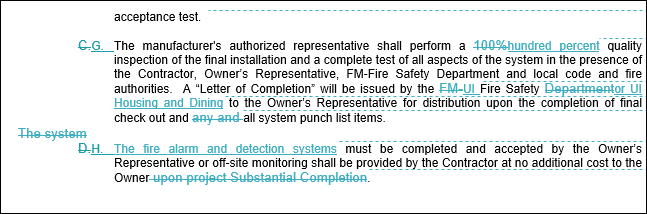 acceptance test.
C.G. The manufacturer's authorized representative shall perform a 100%hundred percent quality
inspection of the final installation and a complete test of all aspects of the system in the presence of
the Contractor, Owner's Representative, FM-Fire Safety Department and local code and fire
authorities. A “Letter of Completion” will be issued by the FM-UI Fire Safety Departmentor UI
Housing and Dining to the Owner's Representative for distribution upon the completion of final
check out and any and all system punch list items.
The system
D.H. The fire alarm and detection systems must be completed and accepted by the Owner's
Representative or off-site monitoring shall be provided by the Contractor at no additional cost to the
Owner upon project Substantial Completion.